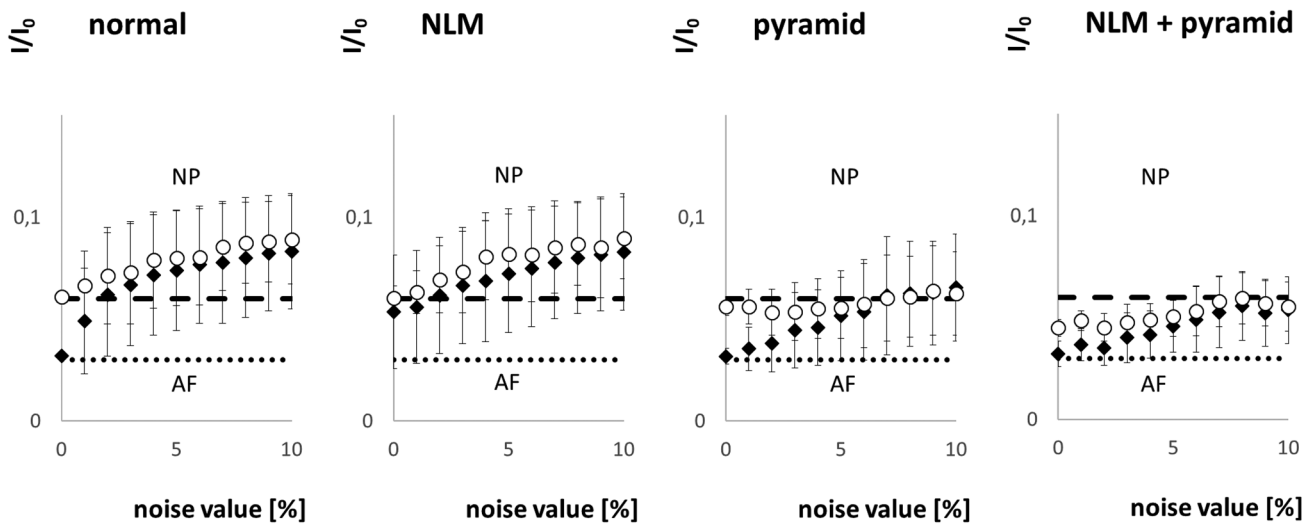 normal
I/I₀
NP
0,1
AF
0
0 5 10
noise value [%]
NLM
I/I₀
NP
0,1
AF
0
0 5 10
noise value [%]
pyramid
I/I₀
NP
0,1
AF
0
0 5 10
noise value [%]
NLM + pyramid
I/I₀
NP
0,1
AF
0
0 5 10
noise value [%]